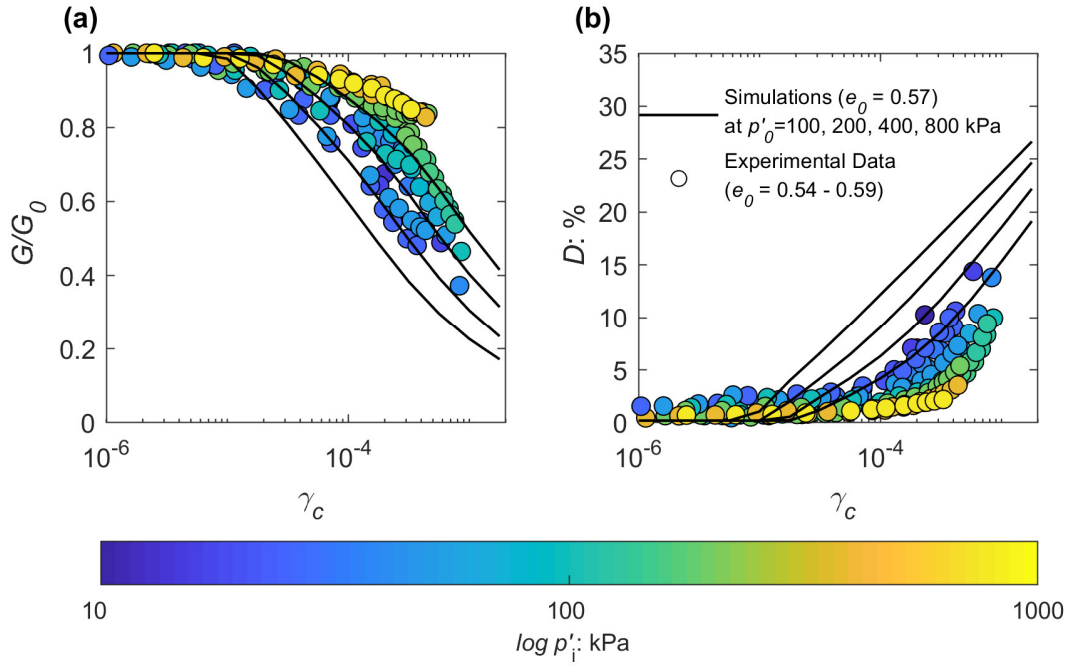 (a)
1
0.8
0.6
0.4
0.2
0
G/G0
10-6
10-4
γc
(b)
35
30
25
20
15
10
5
0
D: %
Simulations (e0 = 0.57)
at p'0=100, 200, 400, 800 kPa
Experimental Data
(e0 = 0.54 - 0.59)
10-6
10-4
γc
10
100
1000
log p'i: kPa